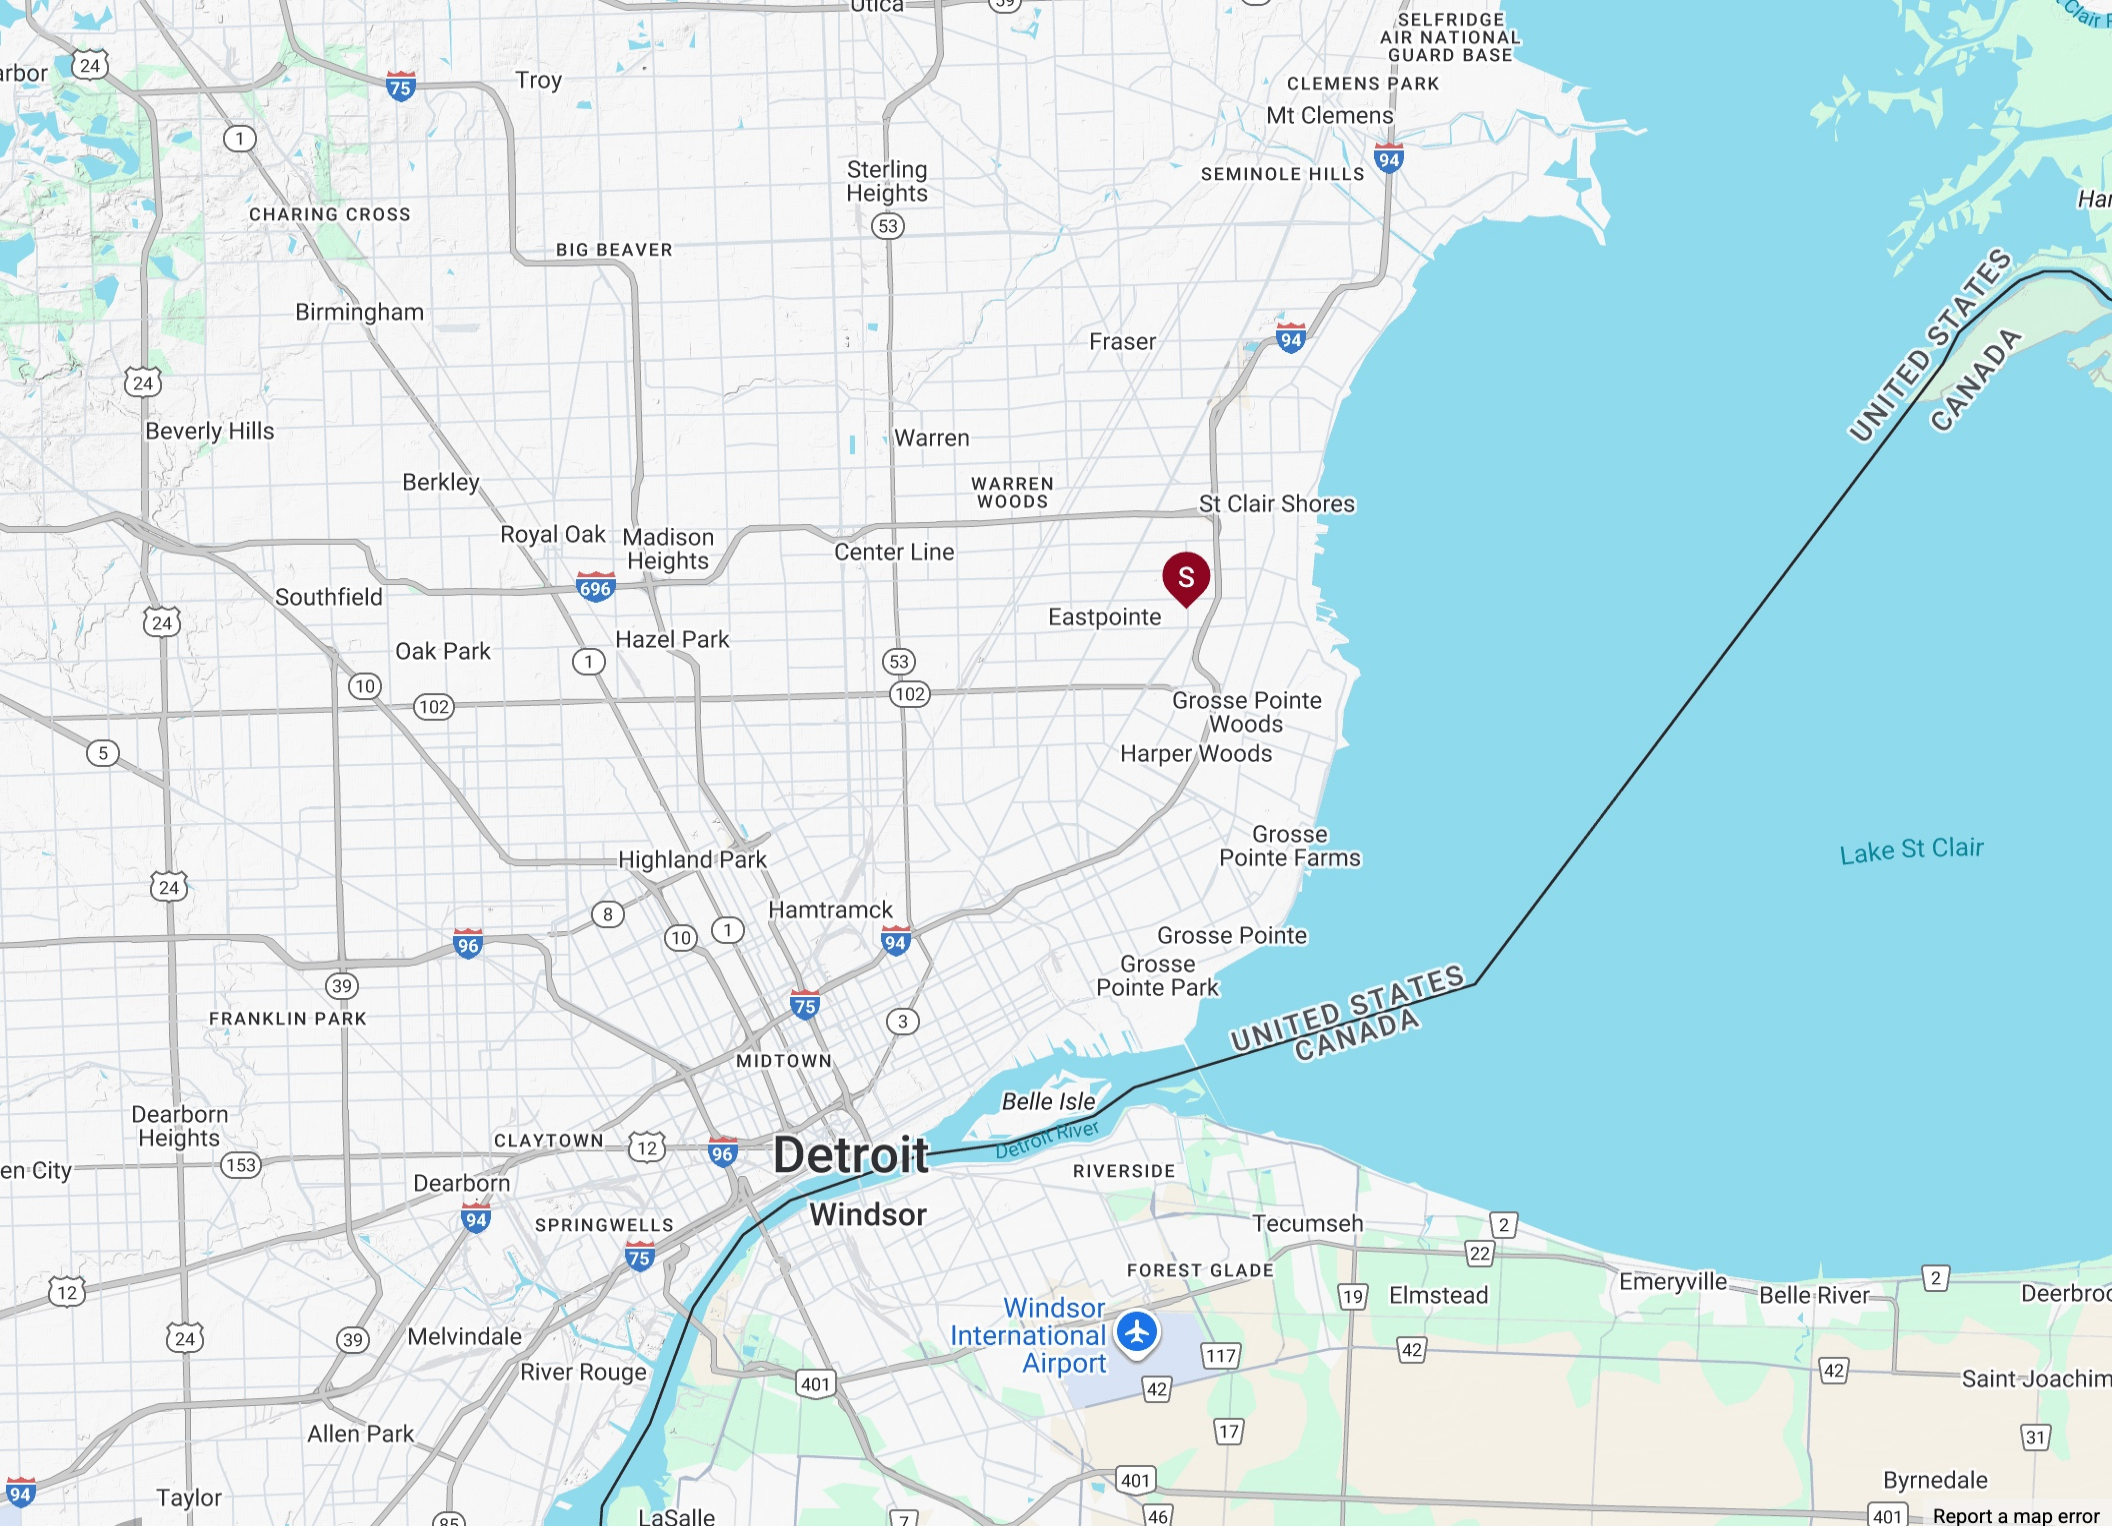 Utica
59
SELFRIDGE
AIR NATIONAL
GUARD BASE
Clair
24
arbor
75
Troy
CLEMENS PARK
Mt Clemens
1
94
Sterling
Heights
SEMINOLE HILLS
Har
CHARING CROSS
53
BIG BEAVER
UNITED STATES
CANADA
Birmingham
Fraser
94
24
Beverly Hills
Warren
Berkley
WARREN
WOODS
St Clair Shores
Royal Oak
Madison
Heights
Center Line
S
696
Southfield
24
Eastpointe
Hazel Park
Oak Park
1
53
10
102
102
Grosse Pointe
Woods
5
Harper Woods
Grosse
Pointe Farms
Lake St Clair
Highland Park
24
8
Hamtramck
10
1
96
94
Grosse Pointe
Grosse
Pointe Park
39
75
3
UNITED STATES
CANADA
FRANKLIN PARK
MIDTOWN
Belle Isle
Dearborn
Heights
Detroit River
CLAYTOWN
12
96
Detroit
en City
153
RIVERSIDE
Dearborn
94
SPRINGWELLS
Windsor
Tecumseh
2
22
75
FOREST GLADE
12
19
Elmstead
Emeryville
Belle River
2
Deerbroo
Windsor
International
Airport
24
39
Melvindale
117
42
River Rouge
401
42
42
Saint Joachim
Allen Park
17
31
94
401
Byrnedale
Taylor
85
LaSalle
7
46
401
Report a map error